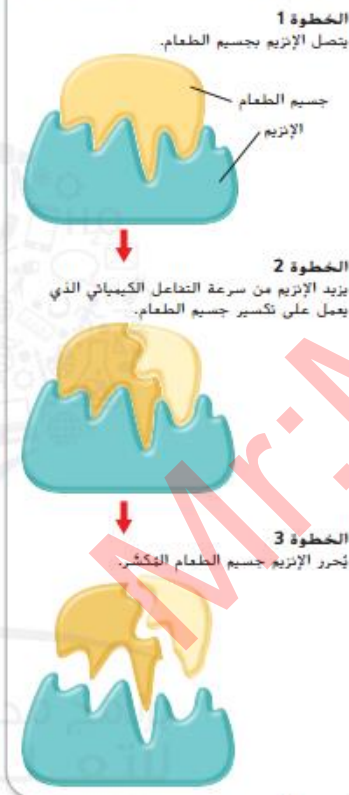 الخطوة 1
يتصل الإنزيم بجسيم الطعام.
جسيم الطعام
الإنزيم
الخطوة 2
يزيد الإنزيم من سرعة التفاعل الكيميائي الذي
يعمل على تكسير جسيم الطعام.
الخطوة 3
يُحرر الإنزيم جسيم الطعام المُكسَّر.
Mr:M